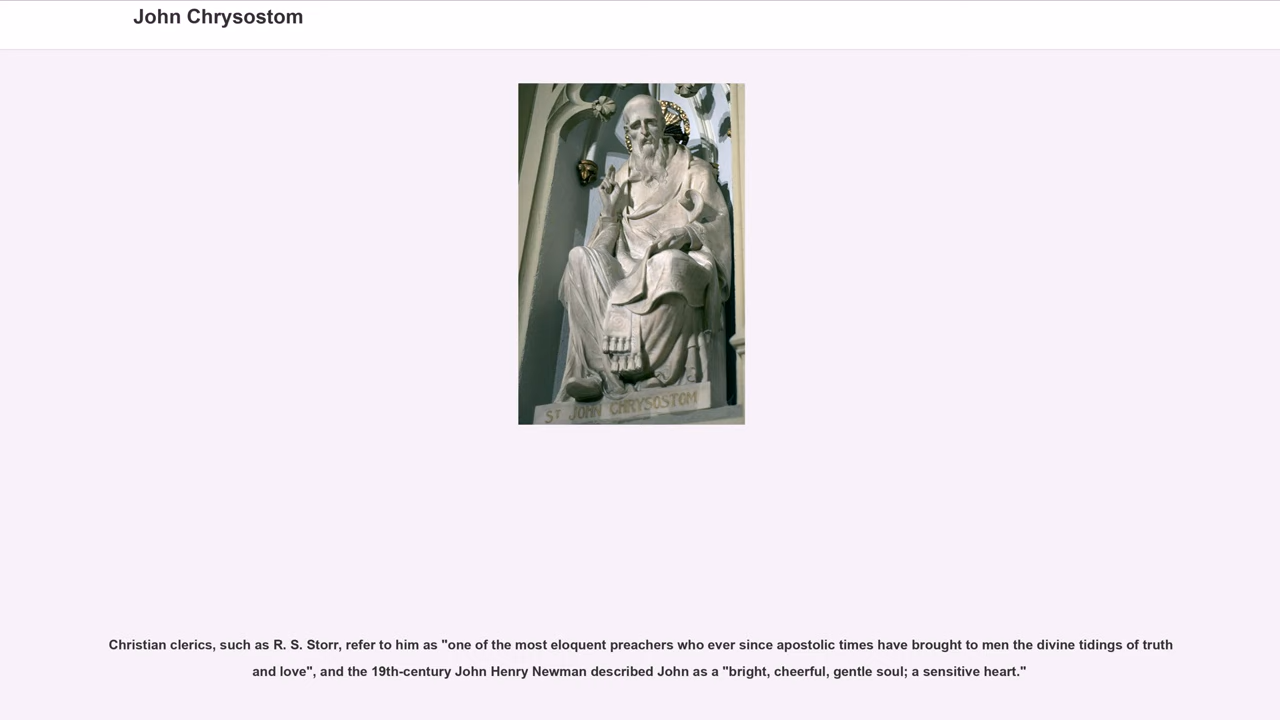 John Chrysostom
ST JOHN CHRYSOSTOM
Christian clerics, such as R. S. Storr, refer to him as "one of the most eloquent preachers who ever since apostolic times have brought to men the divine tidings of truth
and love", and the 19th-century John Henry Newman described John as a "bright, cheerful, gentle soul; a sensitive heart."